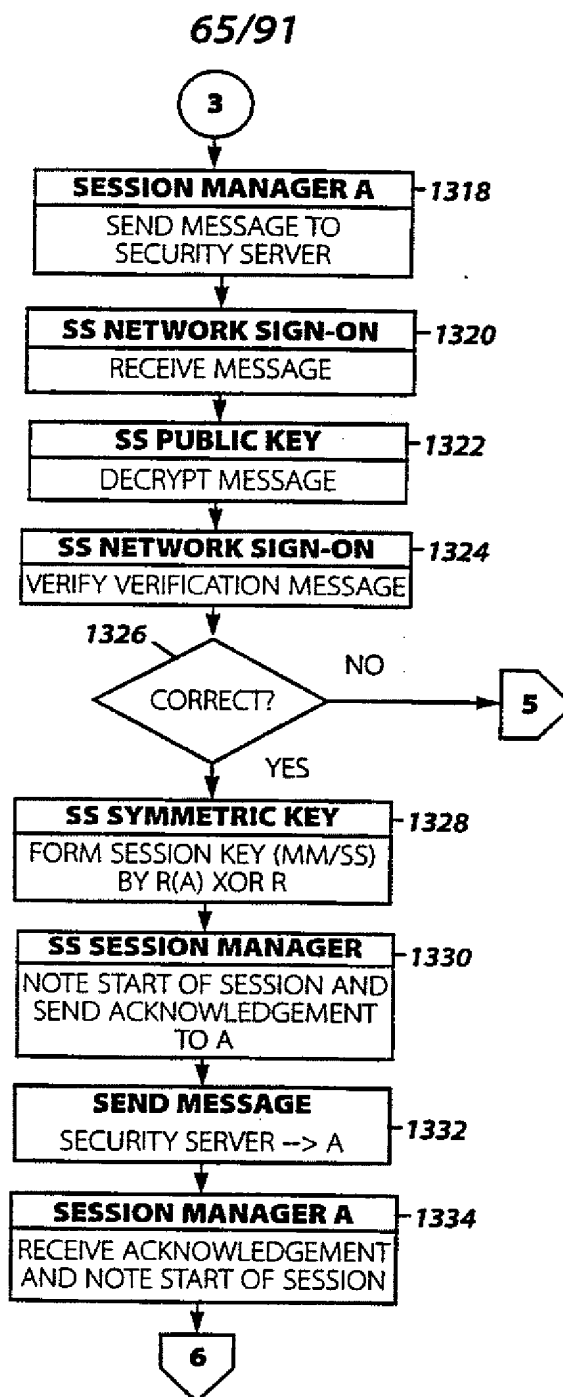 65/91
3
SESSION MANAGER A
1318
SEND MESSAGE TO
SECURITY SERVER
SS NETWORK SIGN-ON
1320
RECEIVE MESSAGE
SS PUBLIC KEY
1322
DECRYPT MESSAGE
SS NETWORK SIGN-ON
1324
VERIFY VERIFICATION MESSAGE
1326
CORRECT?
NO
5
YES
SS SYMMETRIC KEY
1328
FORM SESSION KEY (MM/SS)
BY R(A) XOR R
SS SESSION MANAGER
1330
NOTE START OF SESSION AND
SEND ACKNOWLEDGEMENT
TO A
SEND MESSAGE
SECURITY SERVER --> A
1332
SESSION MANAGER A
1334
RECEIVE ACKNOWLEDGEMENT
AND NOTE START OF SESSION
6